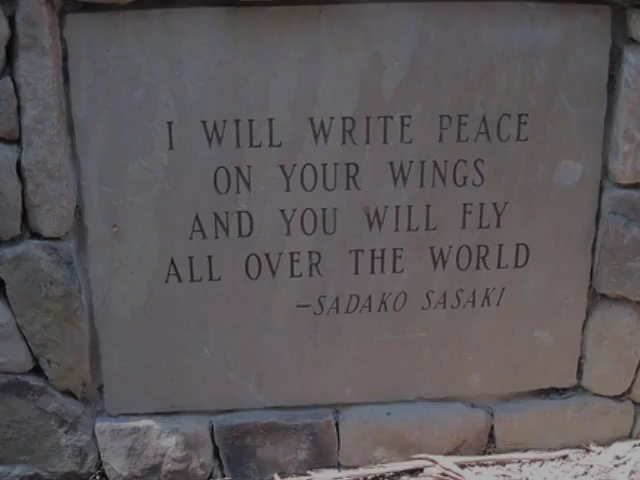 I WILL WRITE PEACE
ON YOUR WINGS
AND YOU WILL FLY
ALL OVER THE WORLD
–SADAKO SASAKI